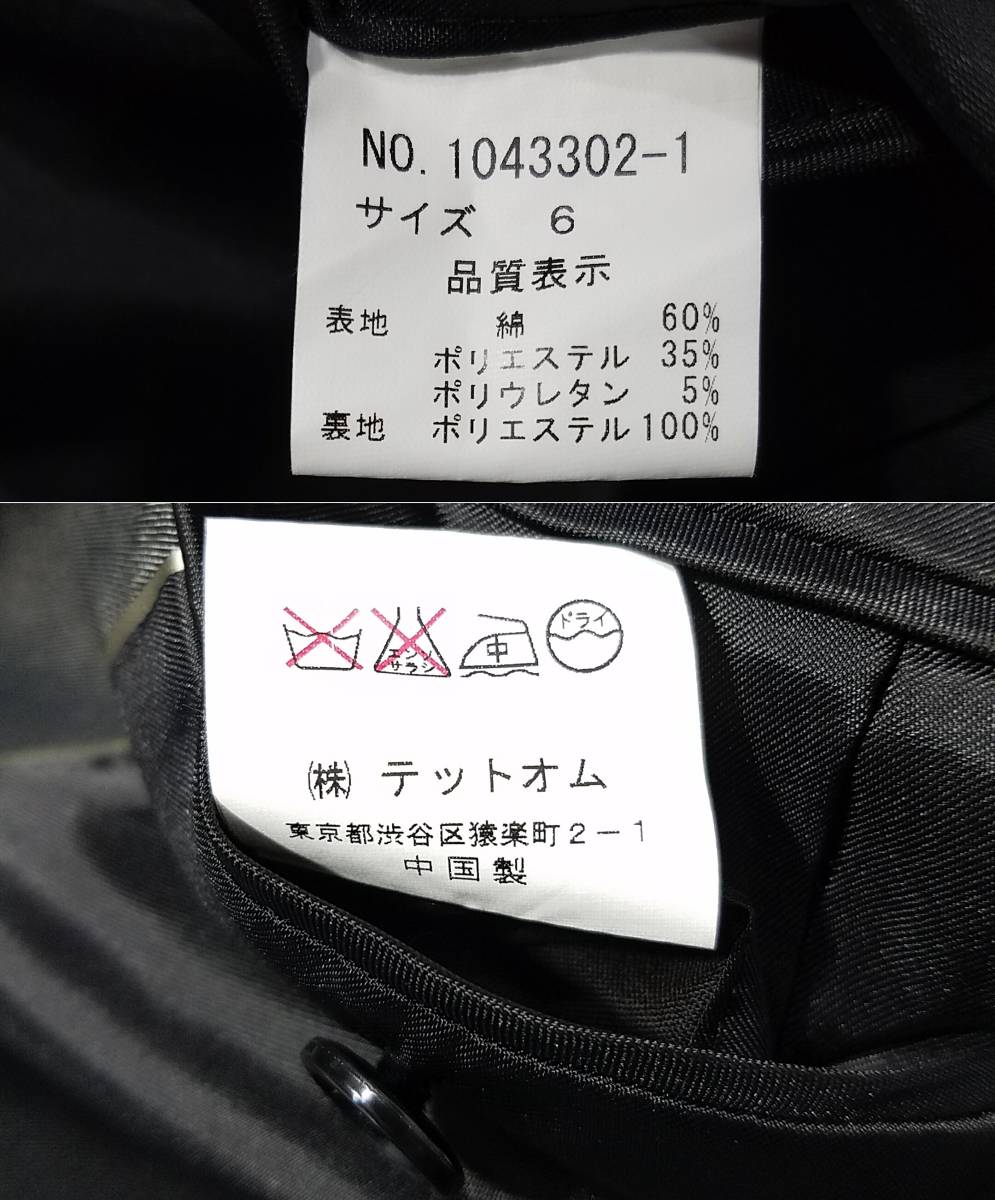 NO. 1043302-1
サイズ 6
品質表示
表地 綿 60%
ポリエステル 35%
ポリウレタン 5%
裏地 ポリエステル 100%
エンソ
サラシ
中
ドライ
㈱ テットオム
東京都渋谷区猿楽町2-1
中国製